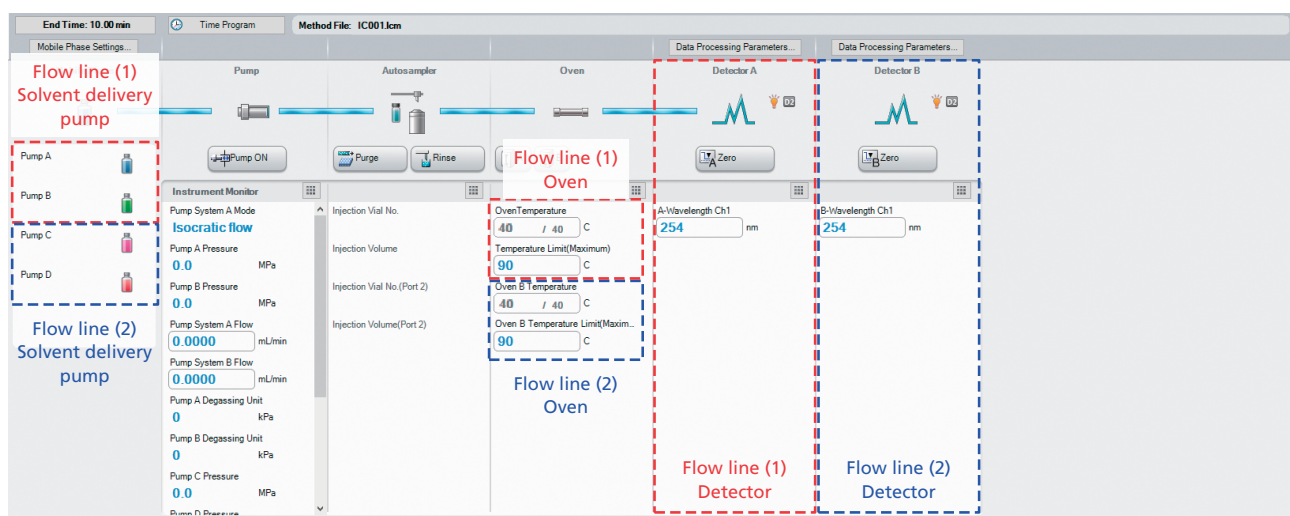 End Time: 10.00 min
Time Program
Method File: IC001.lcm
Mobile Phase Settings...
Data Processing Parameters...
Data Processing Parameters...
Flow line (1)
Solvent delivery
pump
Pump
Autosampler
Oven
Detector A
Detector B
D2
D2
Pump ON
Purge
Rinse
Zero
Zero
Flow line (1)
Oven
Pump A
Pump B
Pump C
Pump D
Flow line (2)
Solvent delivery
pump
Instrument Monitor
Pump System A Mode
Isocratic flow
Pump A Pressure
0.0 MPa
Pump B Pressure
0.0 MPa
Pump System A Flow
0.0000 mL/min
Pump System B Flow
0.0000 mL/min
Pump A Degassing Unit
0 kPa
Pump B Degassing Unit
0 kPa
Pump C Pressure
0.0 MPa
Pump D Pressure
Injection Vial No.
Injection Volume
Injection Vial No.(Port 2)
Injection Volume(Port 2)
OvenTemperature
40 / 40 C
Temperature Limit(Maximum)
90 C
Oven B Temperature
40 / 40 C
Oven B Temperature Limit(Maxim...
90 C
Flow line (2)
Oven
A-Wavelength Ch1
254 nm
Flow line (1)
Detector
B-Wavelength Ch1
254 nm
Flow line (2)
Detector